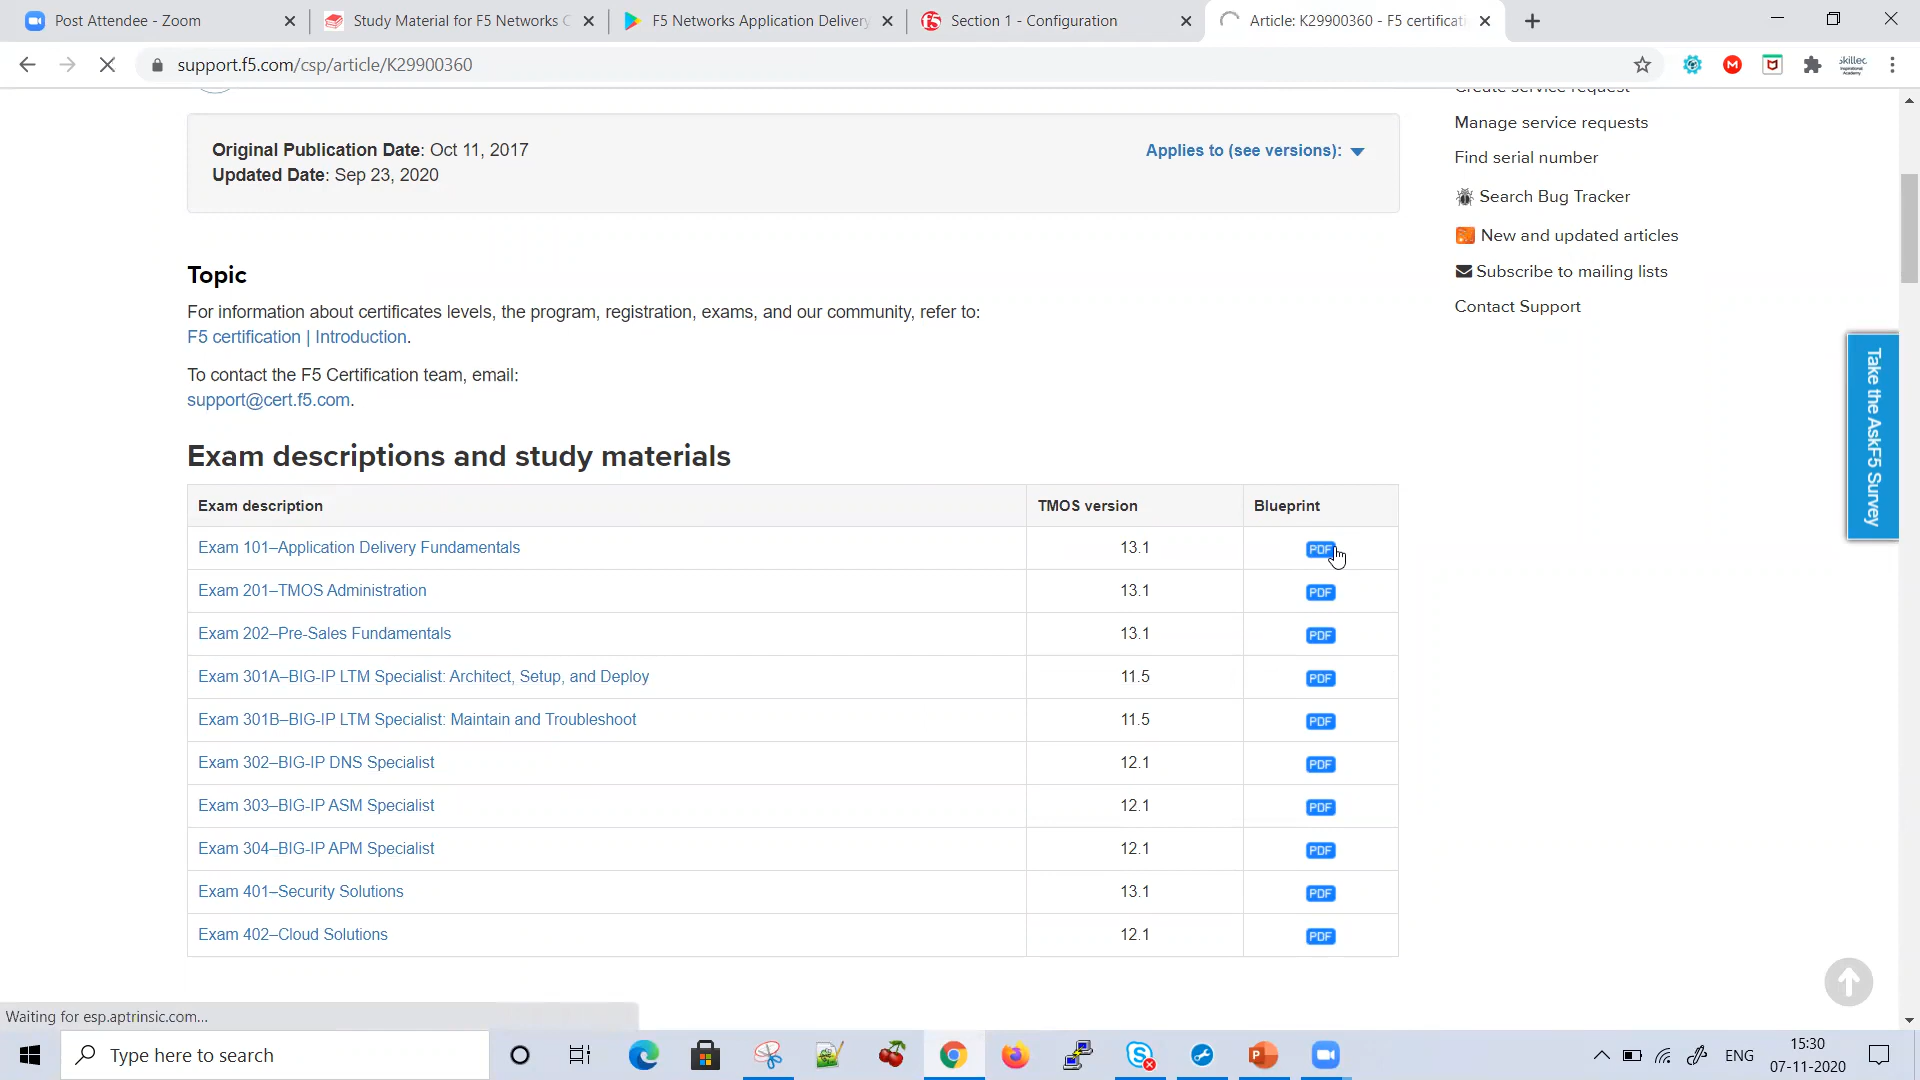 Post Attendee - Zoom
Study Material for F5 Networks C
F5 Networks Application Delivery
Section 1 - Configuration
Article: K29900360 - F5 certificati
support.f5.com/csp/article/K29900360
skillec
Create service request
Original Publication Date: Oct 11, 2017
Applies to (see versions):
Updated Date: Sep 23, 2020
Manage service requests
Find serial number
Search Bug Tracker
New and updated articles
Subscribe to mailing lists
Contact Support
Topic
For information about certificates levels, the program, registration, exams, and our community, refer to:
F5 certification | Introduction.
To contact the F5 Certification team, email:
support@cert.f5.com.
Take the AskF5 Survey
Exam descriptions and study materials
Exam description TMOS version Blueprint
Exam 101–Application Delivery Fundamentals 13.1 PDF
Exam 201–TMOS Administration 13.1 PDF
Exam 202–Pre-Sales Fundamentals 13.1 PDF
Exam 301A–BIG-IP LTM Specialist: Architect, Setup, and Deploy 11.5 PDF
Exam 301B–BIG-IP LTM Specialist: Maintain and Troubleshoot 11.5 PDF
Exam 302–BIG-IP DNS Specialist 12.1 PDF
Exam 303–BIG-IP ASM Specialist 12.1 PDF
Exam 304–BIG-IP APM Specialist 12.1 PDF
Exam 401–Security Solutions 13.1 PDF
Exam 402–Cloud Solutions 12.1 PDF
Waiting for esp.aptrinsic.com...
Type here to search
ENG
15:30
07-11-2020